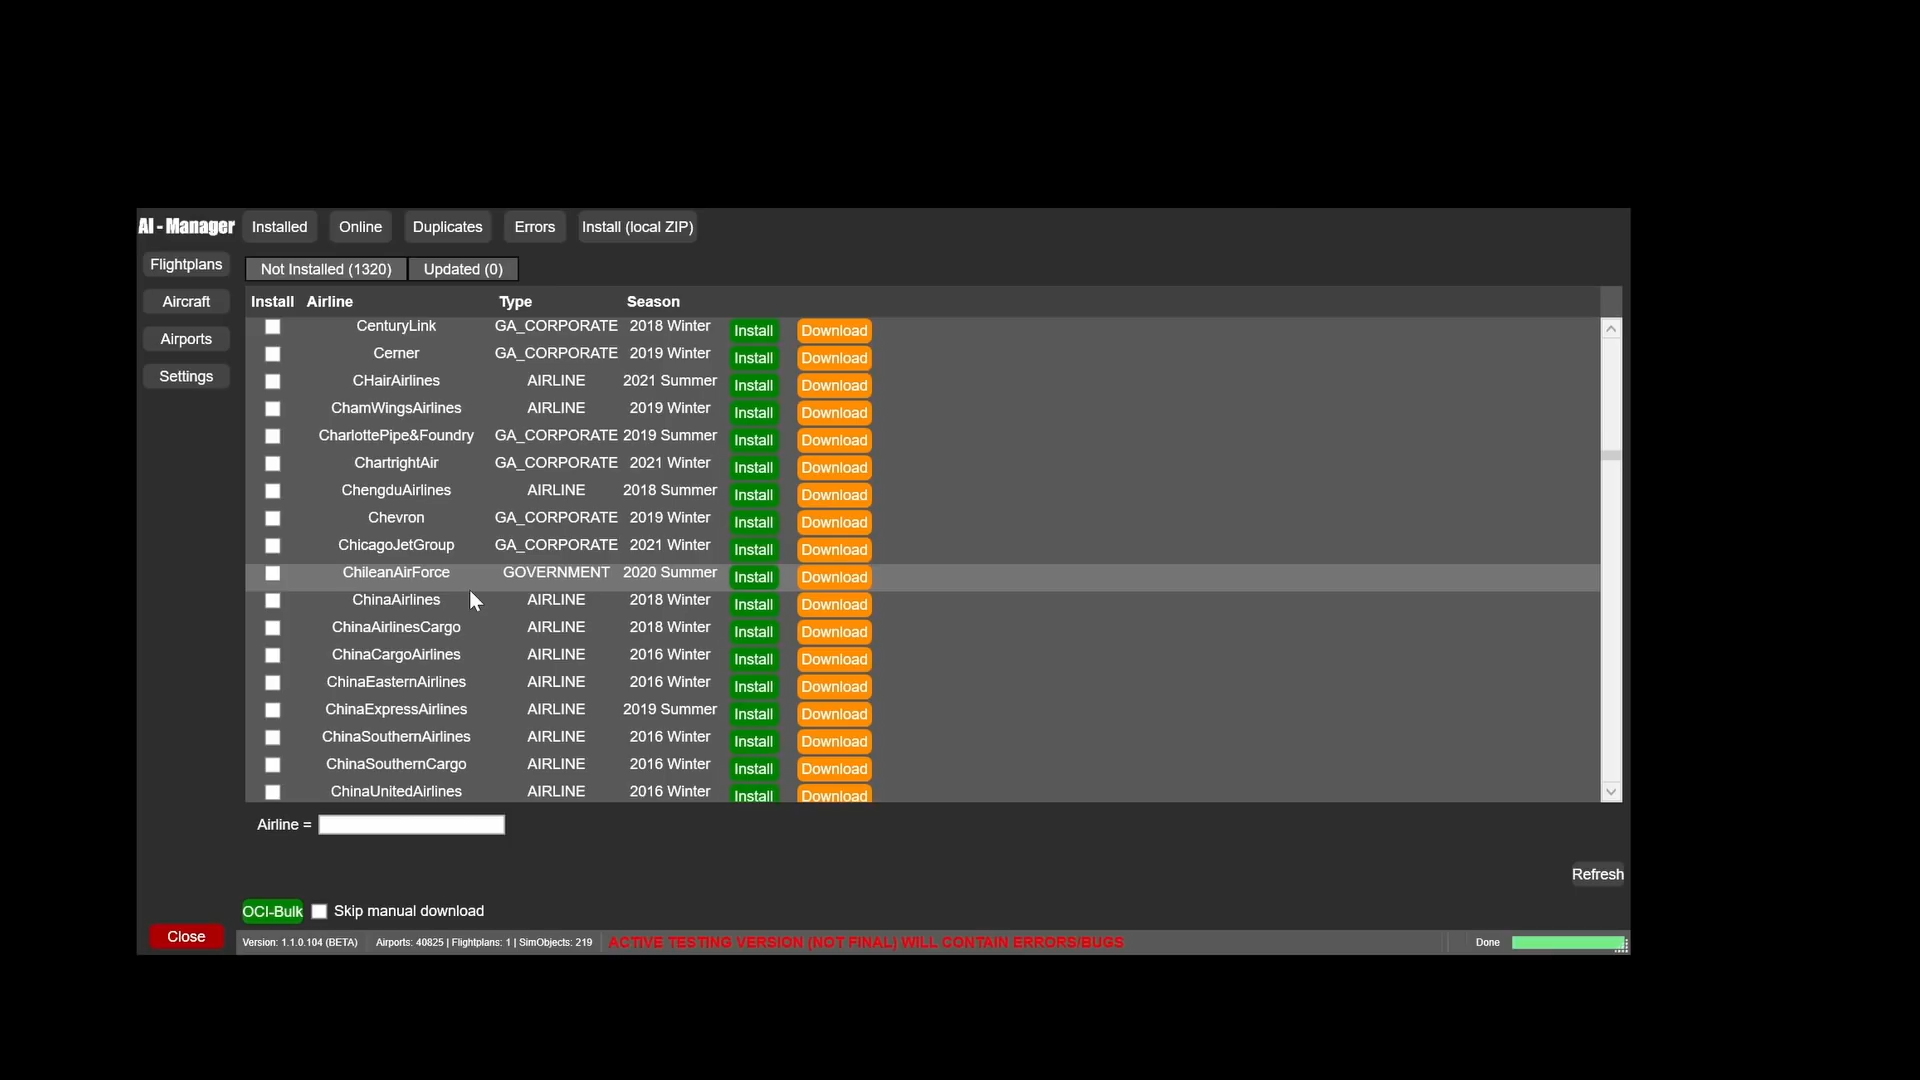 AI - Manager Installed Online Duplicates Errors Install (local ZIP)
Flightplans
Aircraft
Airports
Settings
Not Installed (1320) Updated (0)
Install Airline Type Season
CenturyLink GA_CORPORATE 2018 Winter Install Download
Cerner GA_CORPORATE 2019 Winter Install Download
CHairAirlines AIRLINE 2021 Summer Install Download
ChamWingsAirlines AIRLINE 2019 Winter Install Download
CharlottePipe&Foundry GA_CORPORATE 2019 Summer Install Download
ChartrightAir GA_CORPORATE 2021 Winter Install Download
ChengduAirlines AIRLINE 2018 Summer Install Download
Chevron GA_CORPORATE 2019 Winter Install Download
ChicagoJetGroup GA_CORPORATE 2021 Winter Install Download
ChileanAirForce GOVERNMENT 2020 Summer Install Download
ChinaAirlines AIRLINE 2018 Winter Install Download
ChinaAirlinesCargo AIRLINE 2018 Winter Install Download
ChinaCargoAirlines AIRLINE 2016 Winter Install Download
ChinaEasternAirlines AIRLINE 2016 Winter Install Download
ChinaExpressAirlines AIRLINE 2019 Summer Install Download
ChinaSouthernAirlines AIRLINE 2016 Winter Install Download
ChinaSouthernCargo AIRLINE 2016 Winter Install Download
ChinaUnitedAirlines AIRLINE 2016 Winter Install Download
Airline =
Refresh
OCI-Bulk Skip manual download
Close
Version: 1.1.0.104 (BETA) Airports: 40825 | Flightplans: 1 | SimObjects: 219 ACTIVE TESTING VERSION (NOT FINAL) WILL CONTAIN ERRORS/BUGS Done